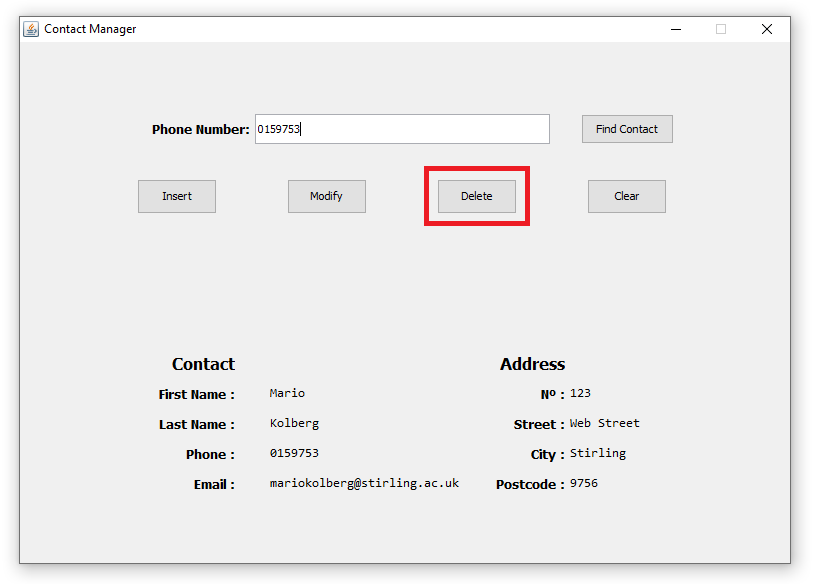 Contact Manager
Phone Number: 0159753 Find Contact
Insert Modify Delete Clear
Contact Address
First Name : Mario Nº : 123
Last Name : Kolberg Street : Web Street
Phone : 0159753 City : Stirling
Email : mariokolberg@stirling.ac.uk Postcode : 9756